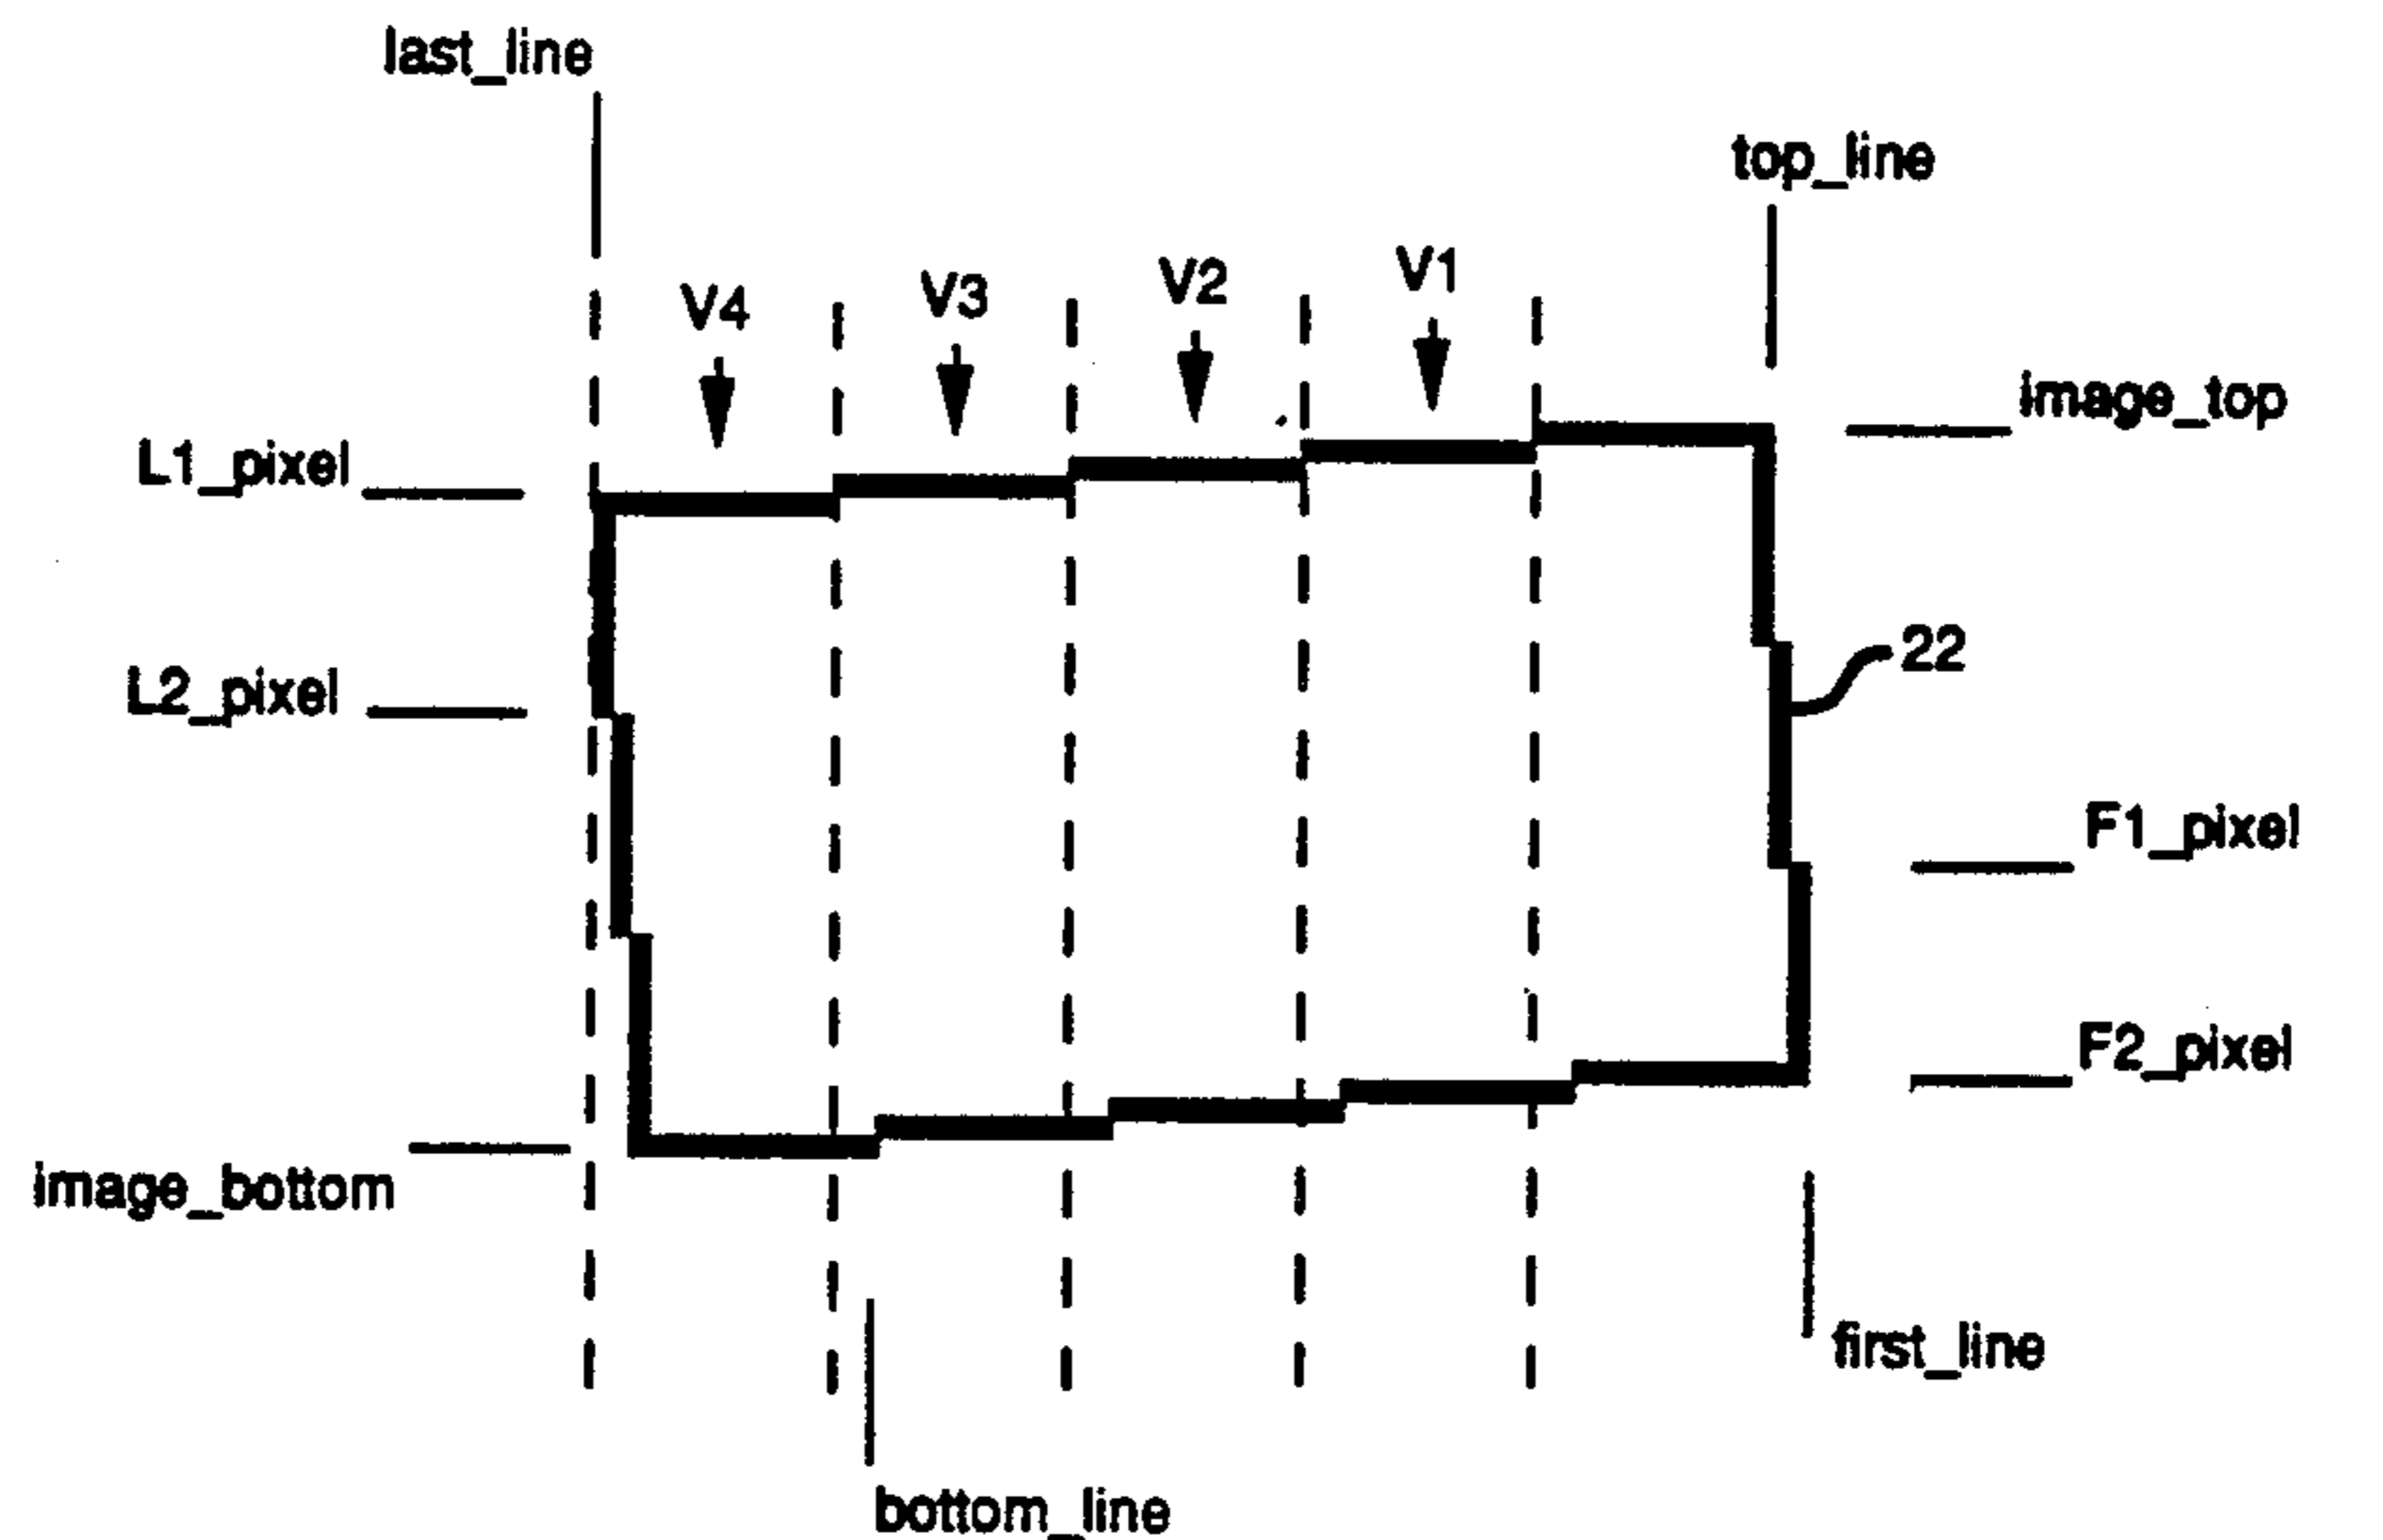 last_line
top_line
V4
V3
V2
V1
image_top
L1_pixel
L2_pixel
22
F1_pixel
F2_pixel
image_bottom
first_line
bottom_line